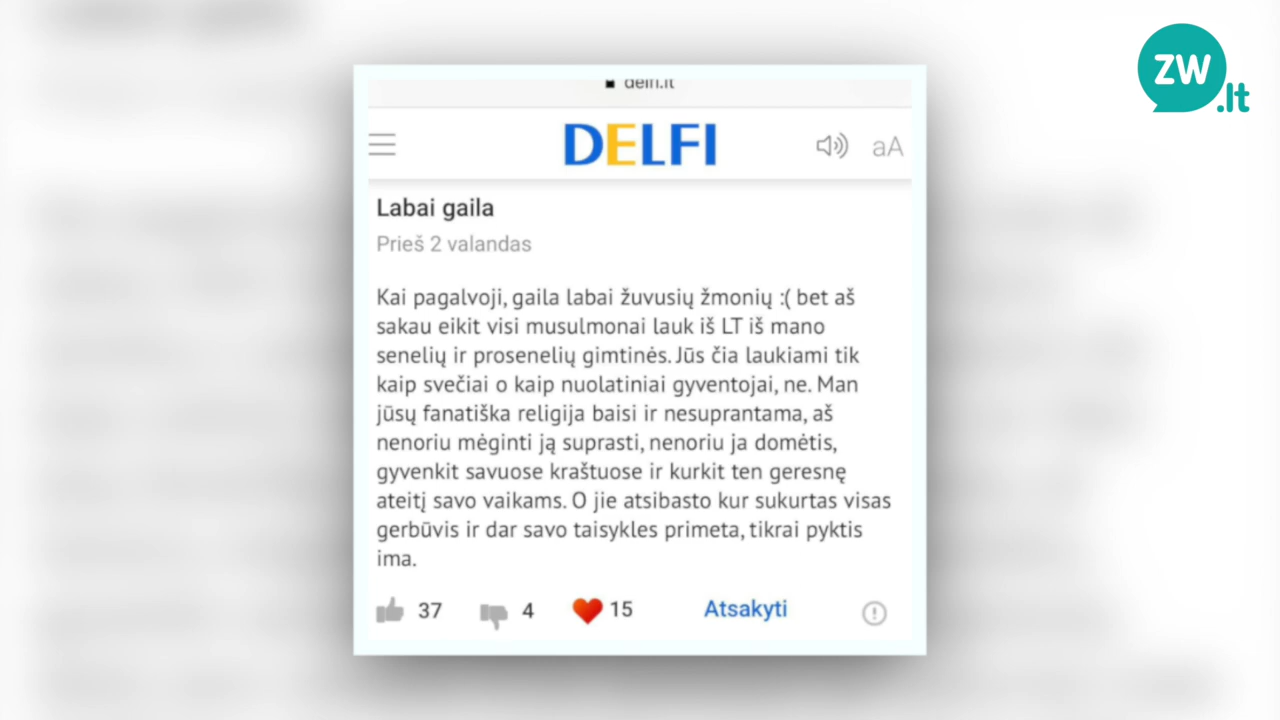 zw.lt
delfi.lt
DELFI
aA
Labai gaila
Prieš 2 valandas
Kai pagalvoji, gaila labai žuvusių žmonių :( bet aš
sakau eikit visi musulmonai lauk iš LT iš mano
senelių ir prosenelių gimtinės. Jūs čia laukiami tik
kaip svečiai o kaip nuolatiniai gyventojai, ne. Man
jūsų fanatiška religija baisi ir nesuprantama, aš
nenoriu mėginti ją suprasti, nenoriu ja domėtis,
gyvenkit savuose kraštuose ir kurkit ten geresnę
ateitį savo vaikams. O jie atsibasto kur sukurtas visas
gerbūvis ir dar savo taisykles primeta, tikrai pyktis
ima.
37 4 15 Atsakyti